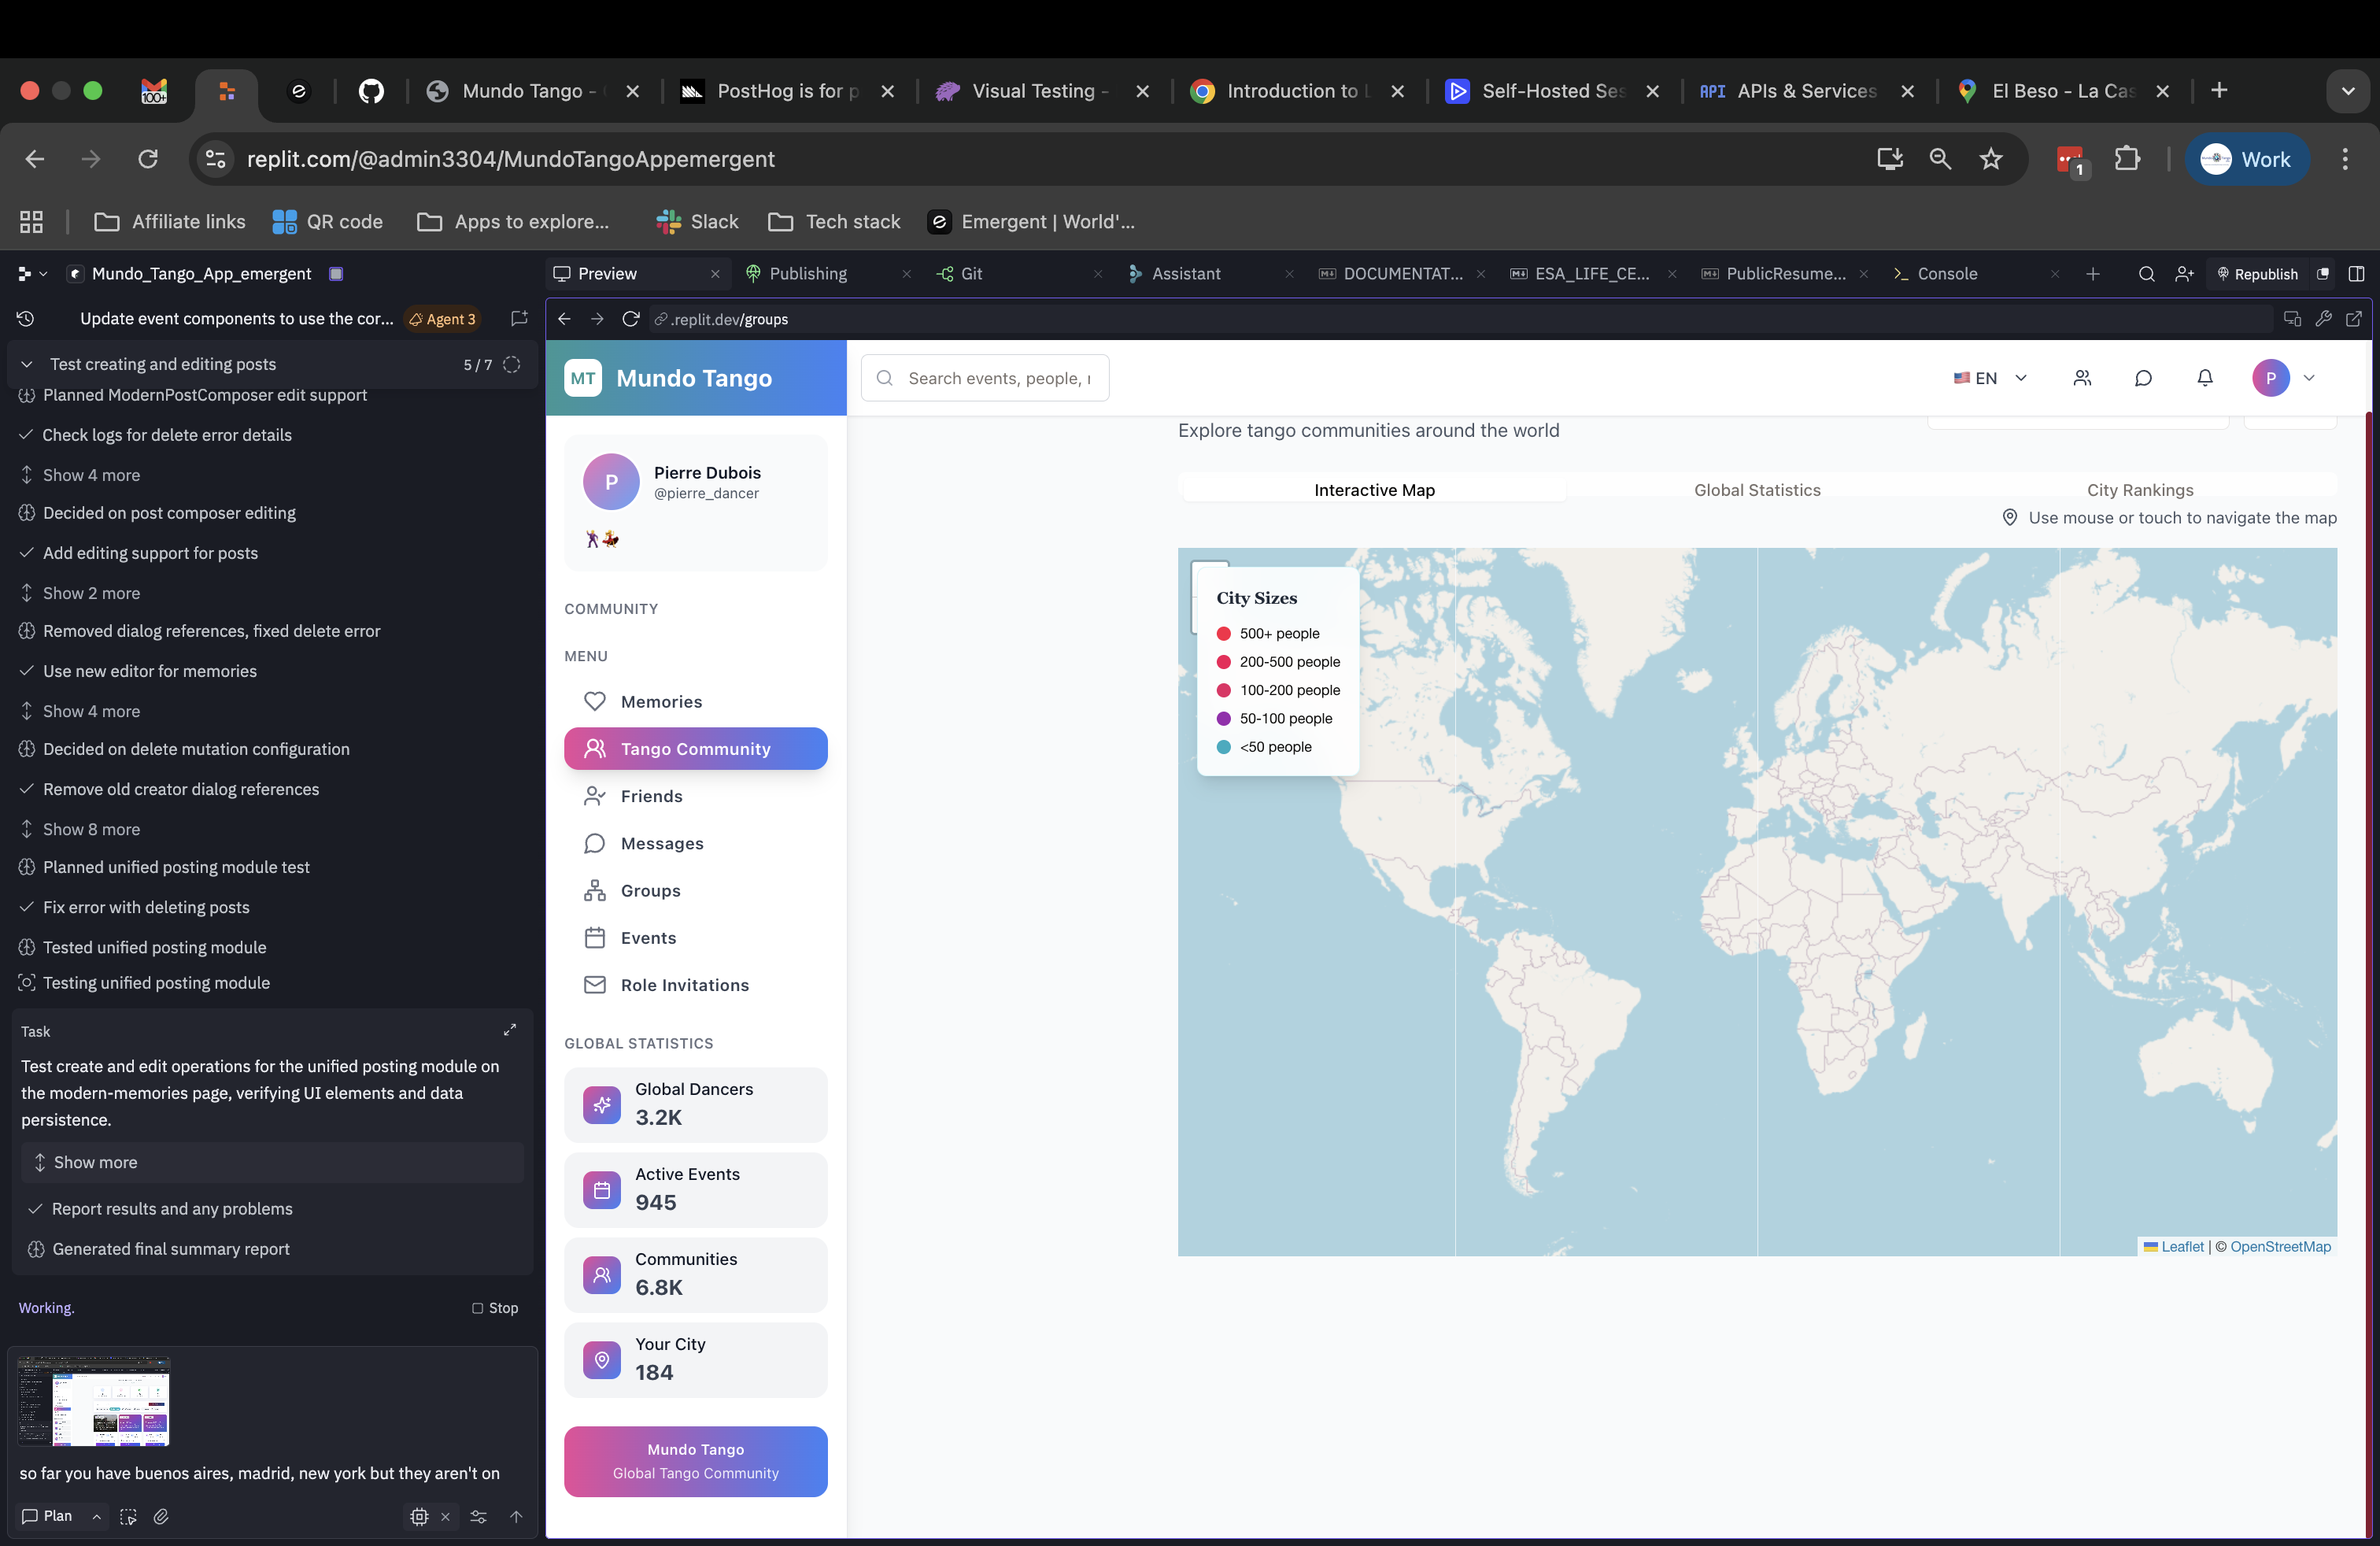 Mundo Tango -
PostHog is for p
Visual Testing -
Introduction to L
Self-Hosted Ses
API APIs & Services
El Beso - La Cas
replit.com/@admin3304/MundoTangoAppemergent
1
Work
Affiliate links
QR code
Apps to explore...
Slack
Tech stack
Emergent | World'...
Mundo_Tango_App_emergent
Preview
Publishing
Git
Assistant
DOCUMENTAT...
ESA_LIFE_CE...
PublicResume...
Console
Republish
Update event components to use the cor...
Agent 3
.replit.dev/groups
Test creating and editing posts
5 / 7
Planned ModernPostComposer edit support
Check logs for delete error details
Show 4 more
Decided on post composer editing
Add editing support for posts
Show 2 more
Removed dialog references, fixed delete error
Use new editor for memories
Show 4 more
Decided on delete mutation configuration
Remove old creator dialog references
Show 8 more
Planned unified posting module test
Fix error with deleting posts
Tested unified posting module
Testing unified posting module
Task
Test create and edit operations for the unified posting module on
the modern-memories page, verifying UI elements and data
persistence.
Show more
Report results and any problems
Generated final summary report
Working.
Stop
so far you have buenos aires, madrid, new york but they aren't on
Plan
MT
Mundo Tango
Search events, people,
EN
P
P
Pierre Dubois
@pierre_dancer
COMMUNITY
MENU
Memories
Tango Community
Friends
Messages
Groups
Events
Role Invitations
GLOBAL STATISTICS
Global Dancers
3.2K
Active Events
945
Communities
6.8K
Your City
184
Mundo Tango
Global Tango Community
Explore tango communities around the world
Interactive Map
Global Statistics
City Rankings
Use mouse or touch to navigate the map
City Sizes
500+ people
200-500 people
100-200 people
50-100 people
<50 people
Leaflet | © OpenStreetMap